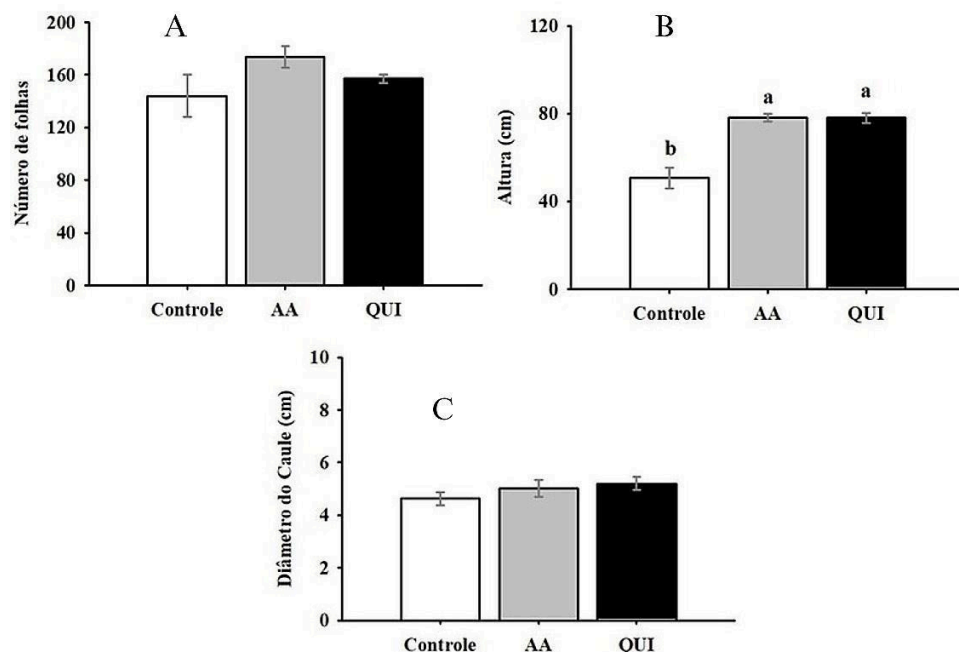 A
Número de folhas
200
160
120
80
40
0
Controle AA QUI
B
Altura (cm)
120
80
40
0
b a a
Controle AA QUI
C
Diâmetro do Caule (cm)
10
8
6
4
2
0
Controle AA QUI